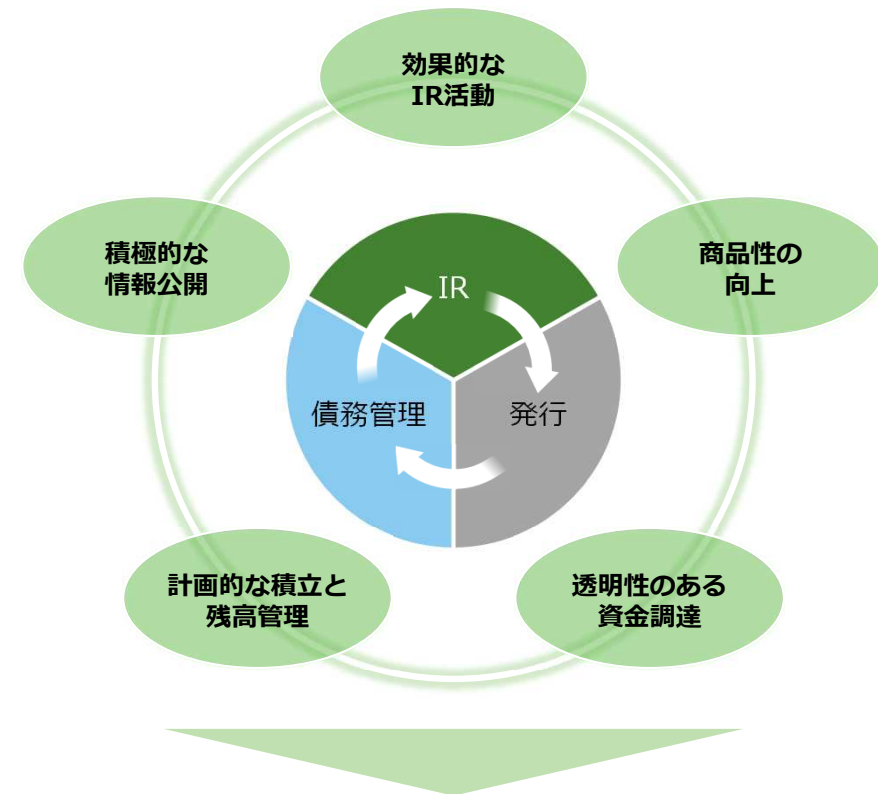 効果的な
IR活動
積極的な
情報公開
商品性の
向上
IR
債務管理
発行
計画的な積立と
残高管理
透明性のある
資金調達